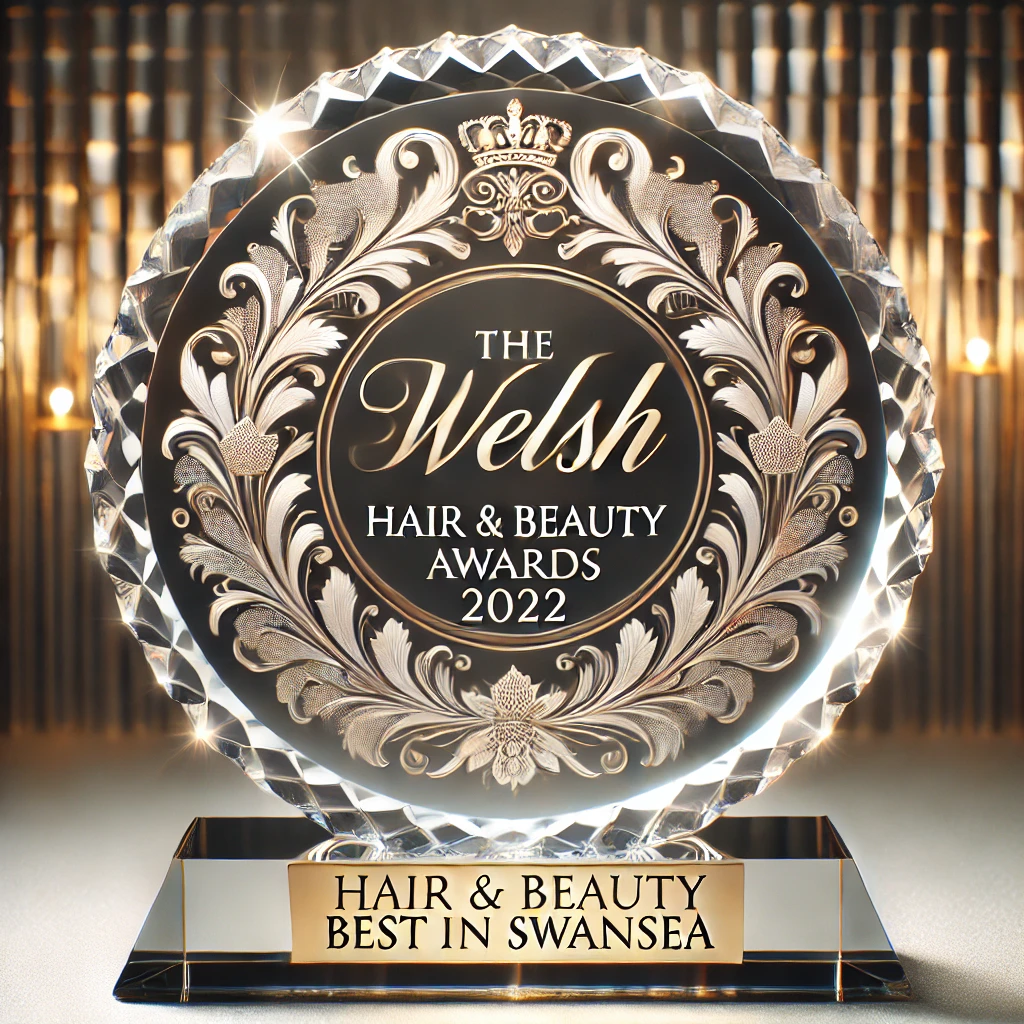 THE
Welsh
HAIR & BEAUTY
AWARDS
2022
HAIR & BEAUTY
BEST IN SWANSEA